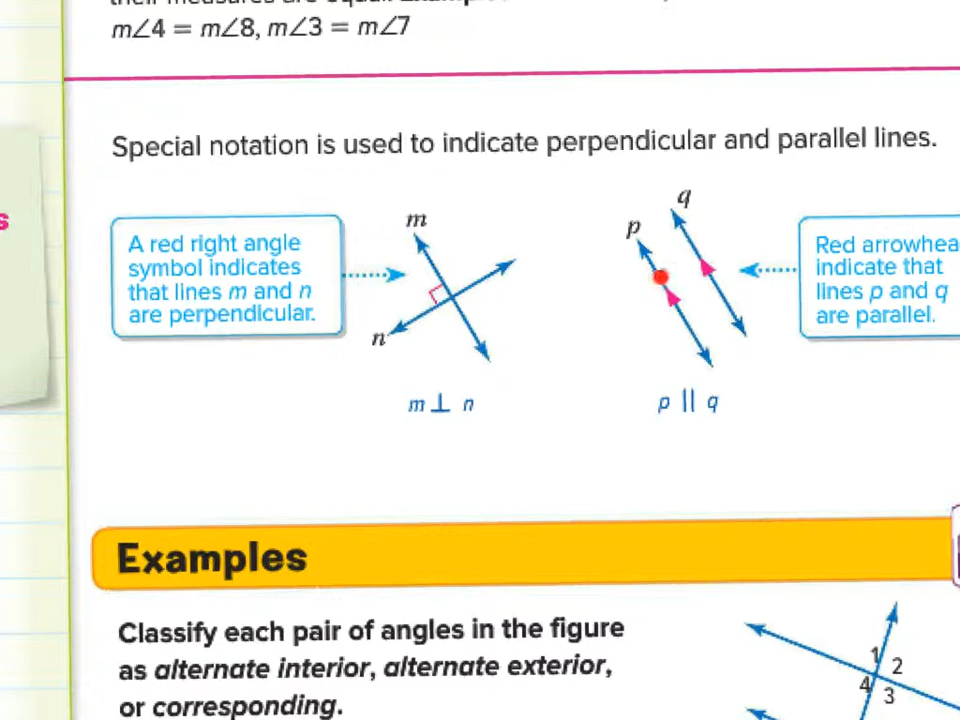 m∠4 = m∠8, m∠3 = m∠7
Special notation is used to indicate perpendicular and parallel lines.
A red right angle
symbol indicates
that lines m and n
are perpendicular.
m
n
m ⊥ n
p
q
p || q
indicate that
lines p and q
are parallel.
Examples
Classify each pair of angles in the figure
as alternate interior, alternate exterior,
or corresponding.
1
2
4
3